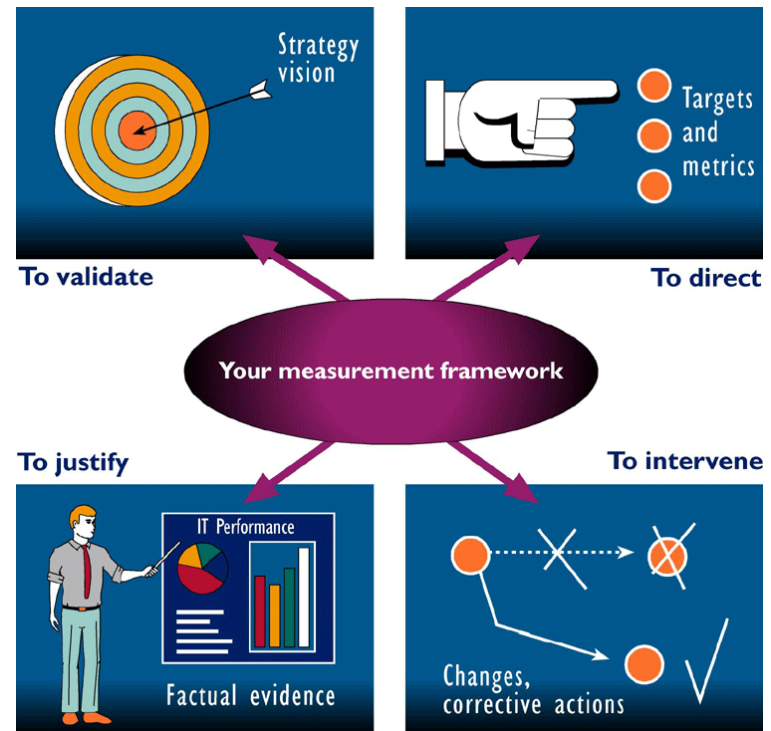 Strategy
vision
Targets
and
metrics
To validate
To direct
Your measurement framework
To justify
To intervene
IT Performance
Factual evidence
Changes,
corrective actions